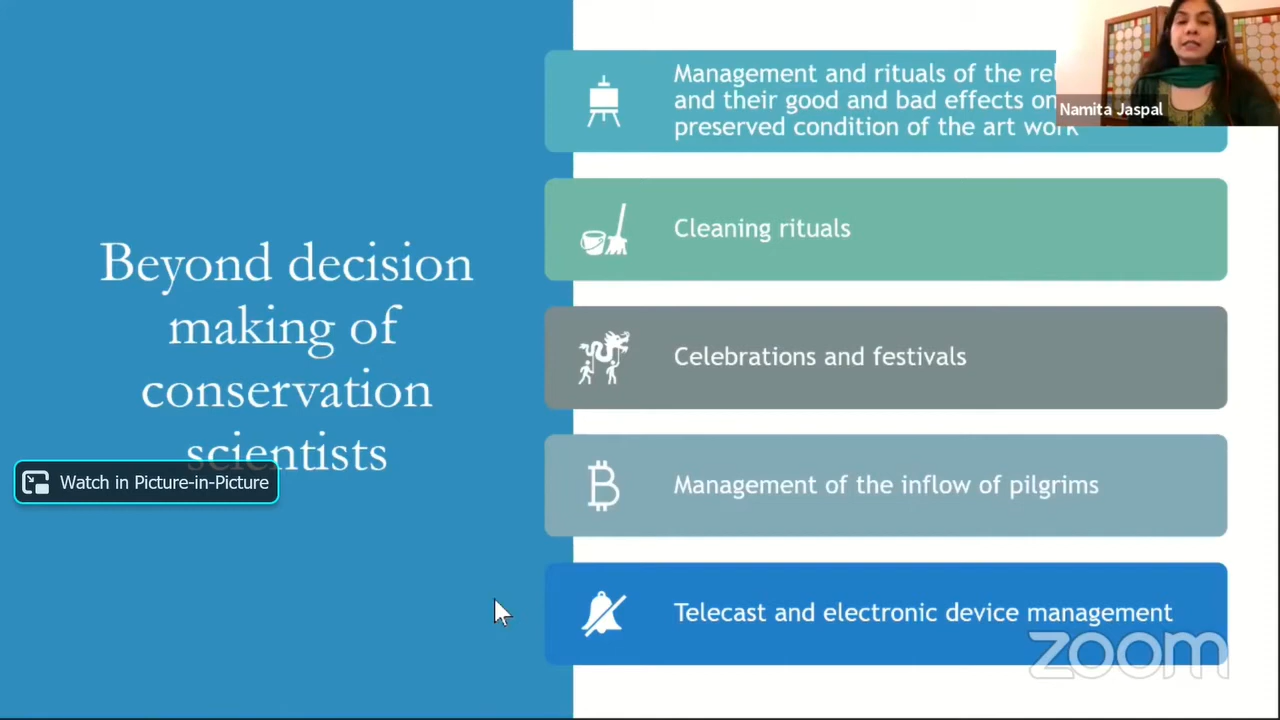 Beyond decision
making of
conservation
scientists
Watch in Picture-in-Picture
Management and rituals of the
and their good and bad effects on
preserved condition of the art work
Cleaning rituals
Celebrations and festivals
Management of the inflow of pilgrims
Telecast and electronic device management
Namita Jaspal
zoom